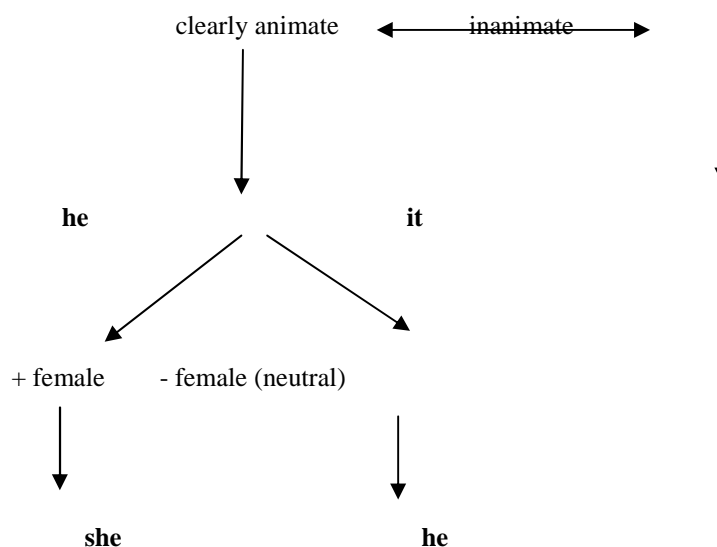 clearly animate inanimate
he it
+ female - female (neutral)
she he